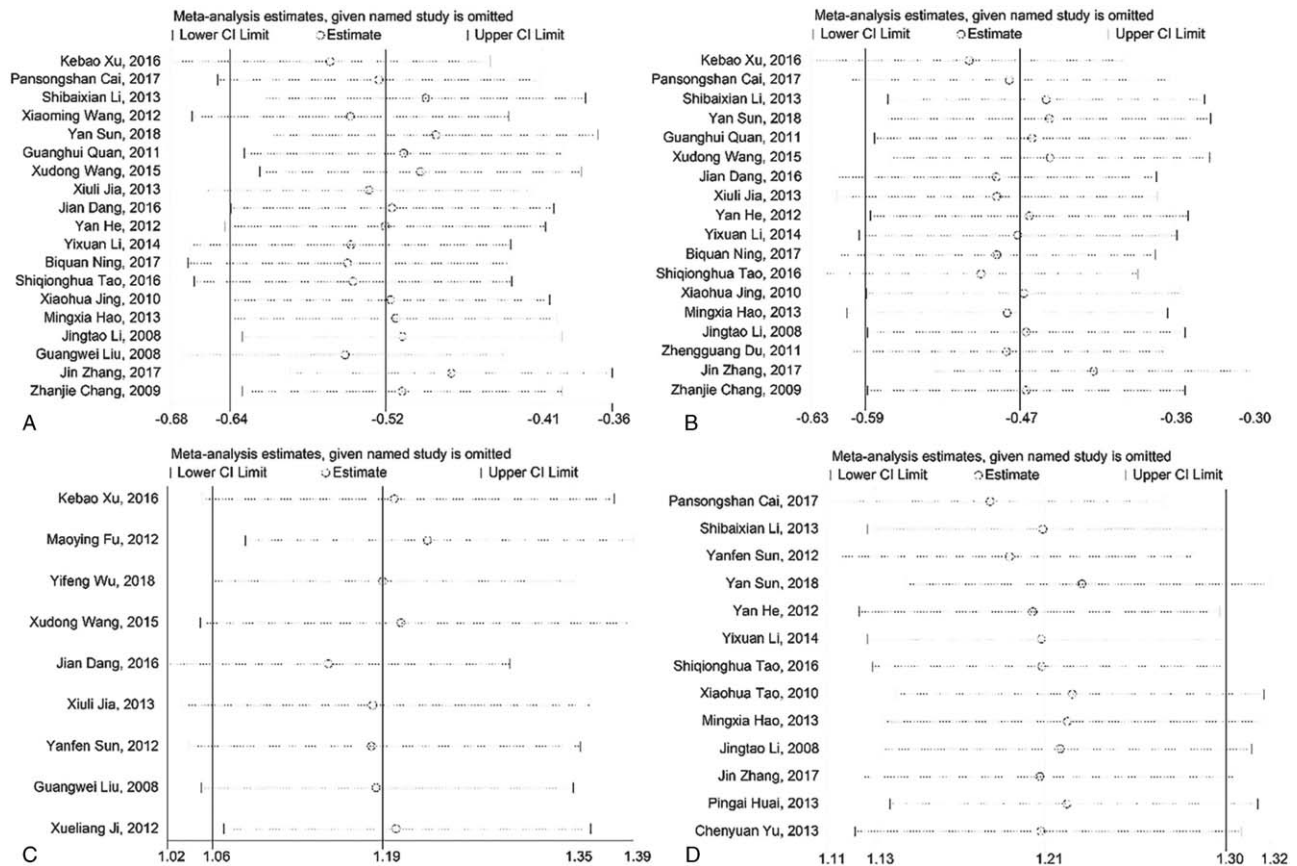 Meta-analysis estimates, given named study is omitted
Lower CI Limit Estimate Upper CI Limit
Kebao Xu, 2016
Pansongshan Cai, 2017
Shibaixian Li, 2013
Xiaoming Wang, 2012
Yan Sun, 2018
Guanghui Quan, 2011
Xudong Wang, 2015
Xiuli Jia, 2013
Jian Dang, 2016
Yan He, 2012
Yixuan Li, 2014
Biquan Ning, 2017
Shiqionghua Tao, 2016
Xiaohua Jing, 2010
Mingxia Hao, 2013
Jingtao Li, 2008
Guangwei Liu, 2008
Jin Zhang, 2017
Zhanjie Chang, 2009
-0.68 -0.64 -0.52 -0.41 -0.36
A
Meta-analysis estimates, given named study is omitted
Lower CI Limit Estimate Upper CI Limit
Kebao Xu, 2016
Pansongshan Cai, 2017
Shibaixian Li, 2013
Yan Sun, 2018
Guanghui Quan, 2011
Xudong Wang, 2015
Jian Dang, 2016
Xiuli Jia, 2013
Yan He, 2012
Yixuan Li, 2014
Biquan Ning, 2017
Shiqionghua Tao, 2016
Xiaohua Jing, 2010
Mingxia Hao, 2013
Jingtao Li, 2008
Zhengguang Du, 2011
Jin Zhang, 2017
Zhanjie Chang, 2009
-0.63 -0.59 -0.47 -0.36 -0.30
B
Meta-analysis estimates, given named study is omitted
Lower CI Limit Estimate Upper CI Limit
Kebao Xu, 2016
Maoying Fu, 2012
Yifeng Wu, 2018
Xudong Wang, 2015
Jian Dang, 2016
Xiuli Jia, 2013
Yanfen Sun, 2012
Guangwei Liu, 2008
Xueliang Ji, 2012
C
1.02 1.06 1.19 1.35 1.39
Meta-analysis estimates, given named study is omitted
Lower CI Limit Estimate Upper CI Limit
Pansongshan Cai, 2017
Shibaixian Li, 2013
Yanfen Sun, 2012
Yan Sun, 2018
Yan He, 2012
Yixuan Li, 2014
Shiqionghua Tao, 2016
Xiaohua Tao, 2010
Mingxia Hao, 2013
Jingtao Li, 2008
Jin Zhang, 2017
Pingai Huai, 2013
Chenyuan Yu, 2013
D
1.11 1.13 1.21 1.30 1.32